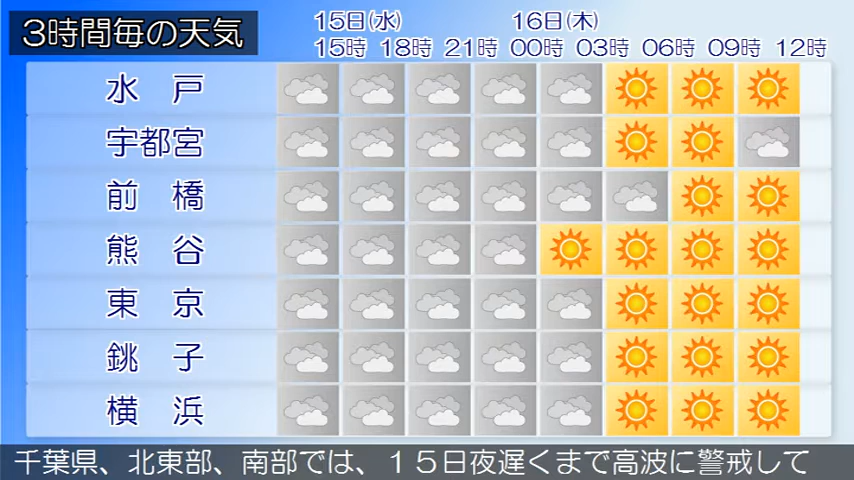 3時間毎の天気
15日(水) 16日(木)
15時 18時 21時 00時 03時 06時 09時 12時
水 戸
宇都宮
前 橋
熊 谷
東 京
銚 子
横 浜
千葉県、北東部、南部では、15日夜遅くまで高波に警戒して